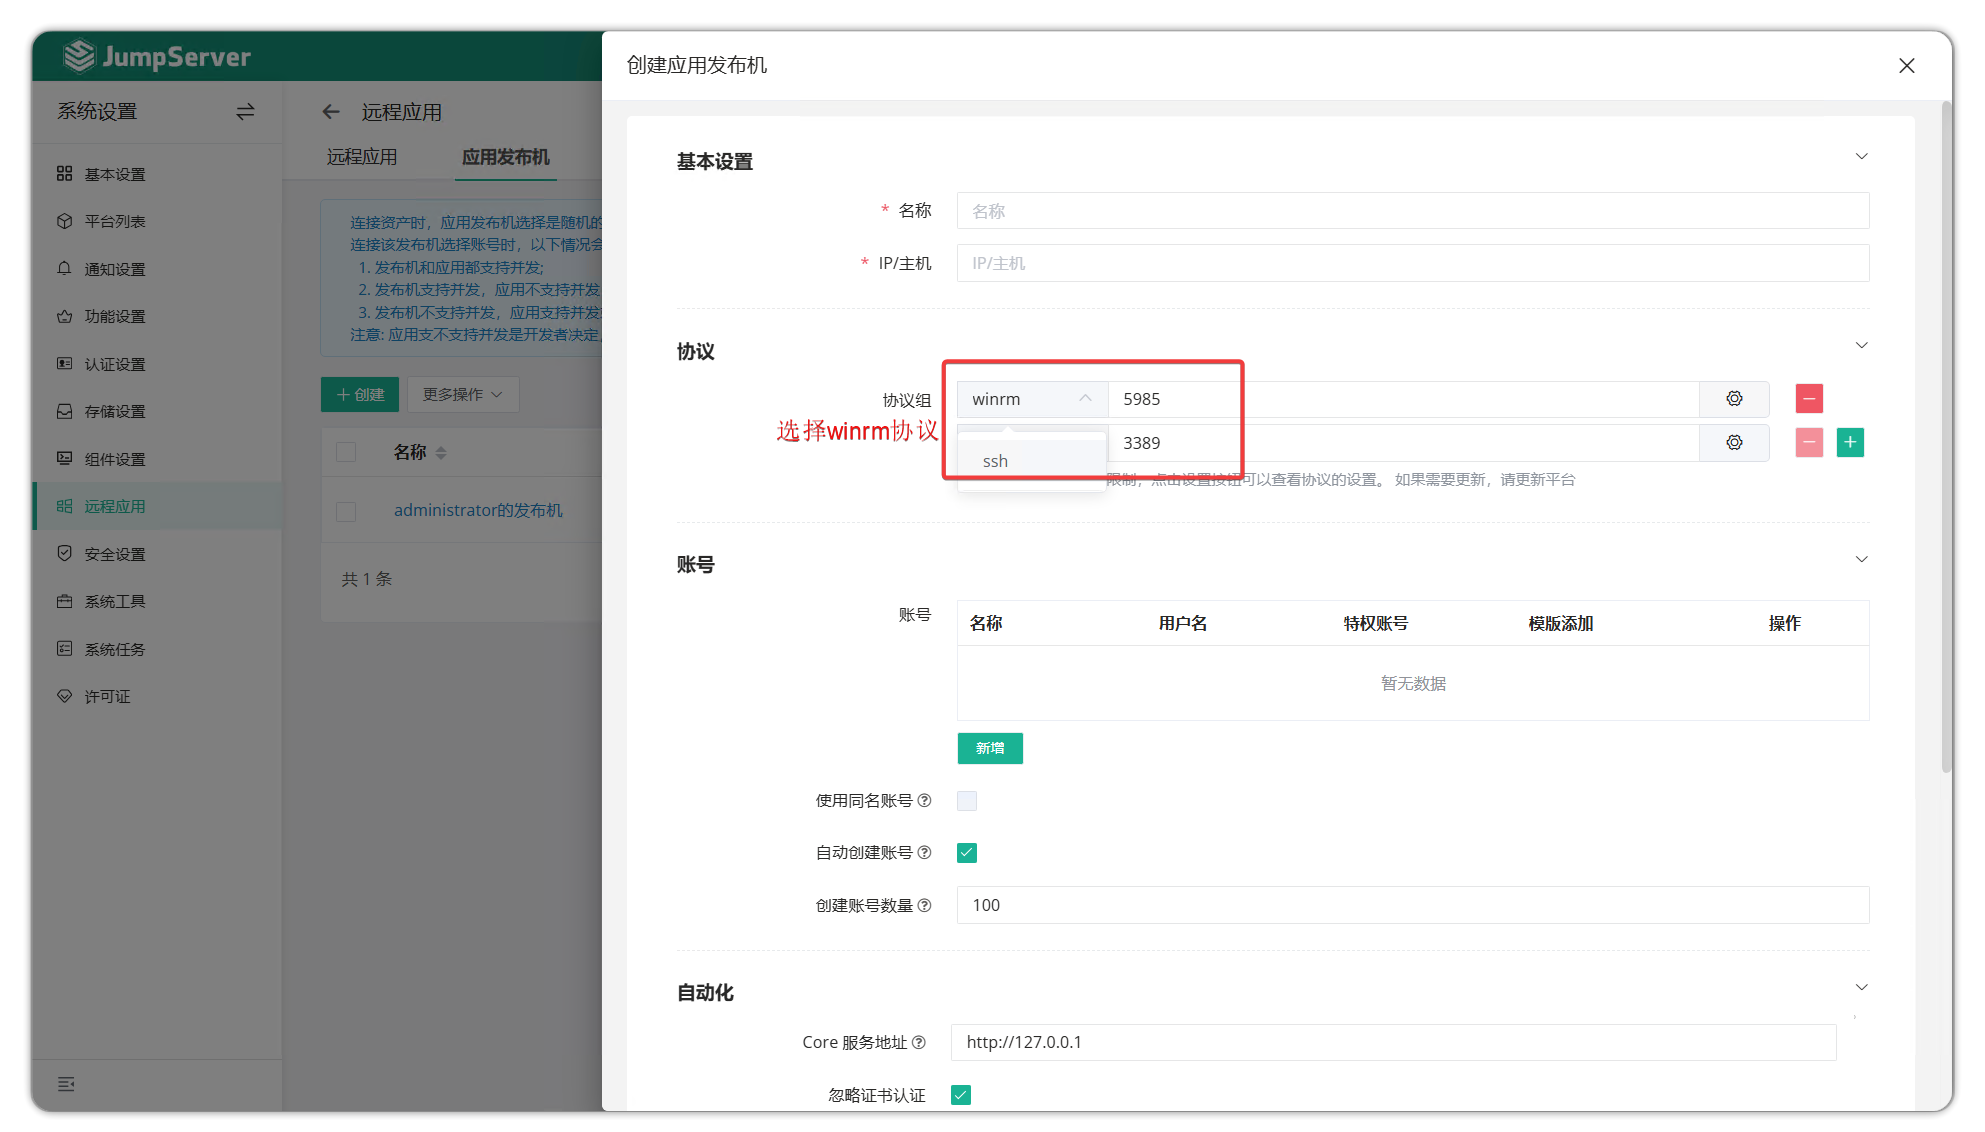 JumpServer
系统设置
基本设置
平台列表
通知设置
功能设置
认证设置
存储设置
组件设置
远程应用
安全设置
系统工具
系统任务
许可证
远程应用
远程应用
应用发布机
连接资产时，应用发布机选择是随机的
连接该发布机选择账号时，以下情况会
1. 发布机和应用都支持并发;
2. 发布机支持并发，应用不支持并发
3. 发布机不支持并发，应用支持并发
注意: 应用支不支持并发是开发者决定，
创建
更多操作
名称
administrator的发布机
共 1 条
创建应用发布机
基本设置
* 名称
名称
* IP/主机
IP/主机
协议
协议组
winrm
5985
选择winrm协议
3389
ssh
限制，点击设置按钮可以查看协议的设置。 如果需要更新，请更新平台
账号
账号
名称 用户名 特权账号 模版添加 操作
暂无数据
新增
使用同名账号
自动创建账号
创建账号数量
100
自动化
Core 服务地址
http://127.0.0.1
忽略证书认证